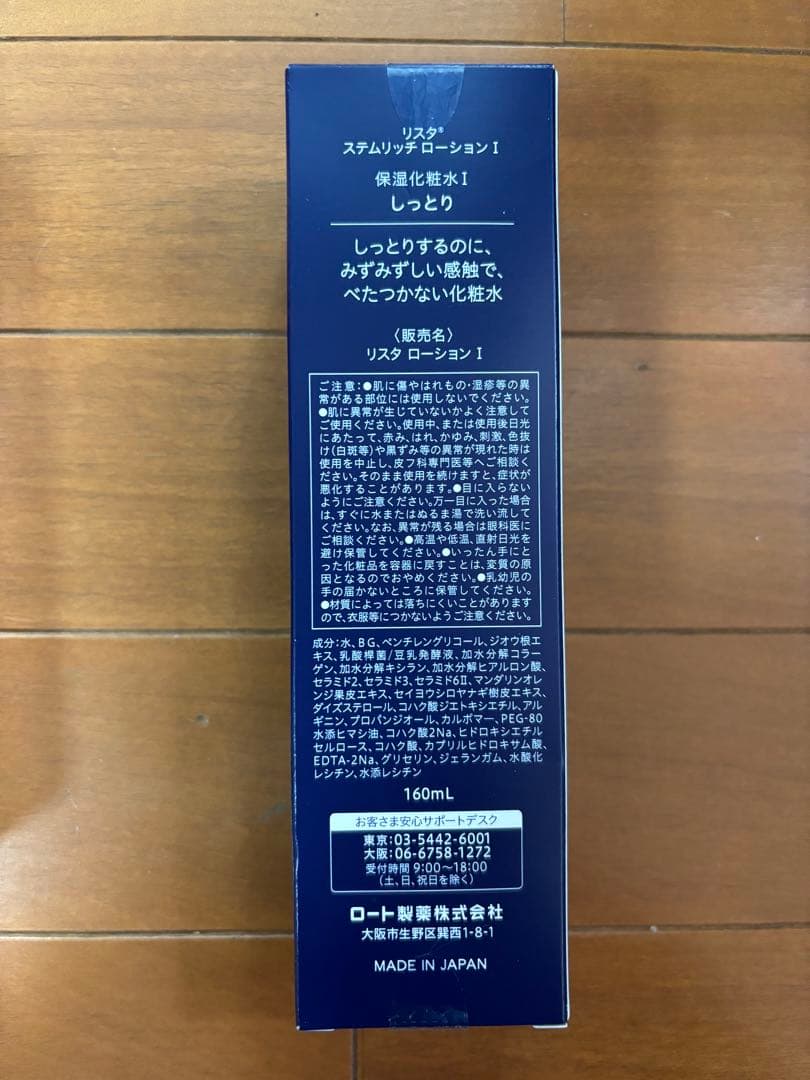 リスタ®
ステムリッチ ローション I
保湿化粧水 I
しっとり
しっとりするのに、
みずみずしい感触で、
べたつかない化粧水
〈販売名〉
リスタ ローション I
ご注意：●肌に傷やはれもの・湿疹等の異
常がある部位には使用しないでください。
●肌に異常が生じていないかよく注意して
ご使用ください。使用中、または使用後日光
にあたって、赤み、はれ、かゆみ、刺激、色抜
け（白斑等）や黒ずみ等の異常が現れた時は
使用を中止し、皮フ科専門医等へご相談くだ
さい。そのまま使用を続けますと、症状が
悪化することがあります。●目に入らない
ようにご注意ください。万一目に入った場合
は、すぐに水またはぬるま湯で洗い流して
ください。なお、異常が残る場合は眼科医に
ご相談ください。●高温や低温、直射日光を
避け保管してください。●いったん手にと
った化粧品を容器に戻すことは、変質の原
因となるのでおやめください。●乳幼児の
手の届かないところに保管してください。
●材質によっては落ちにくいことがあります
ので、衣服等につかないようご注意ください。
成分：水、BG、ペンチレングリコール、ジオウ根エ
キス、乳酸桿菌/豆乳発酵液、加水分解コラー
ゲン、加水分解キシラン、加水分解ヒアルロン酸、
セラミド2、セラミド3、セラミド6Ⅱ、マンダリンオレ
ンジ果皮エキス、セイヨウシロヤナギ樹皮エキス、
ダイズステロール、コハク酸ジエトキシエチル、アル
ギニン、プロパンジオール、カルボマー、PEG-80
水添ヒマシ油、コハク酸2Na、ヒドロキシエチル
セルロース、コハク酸、カプリルヒドロキサム酸、
EDTA-2Na、グリセリン、ジェランガム、水酸化
レシチン、水添レシチン
160mL
お客さま安心サポートデスク
東京：03-5442-6001
大阪：06-6758-1272
受付時間 9:00〜18:00
（土、日、祝日を除く）
ロート製薬株式会社
大阪市生野区巽西1-8-1
MADE IN JAPAN